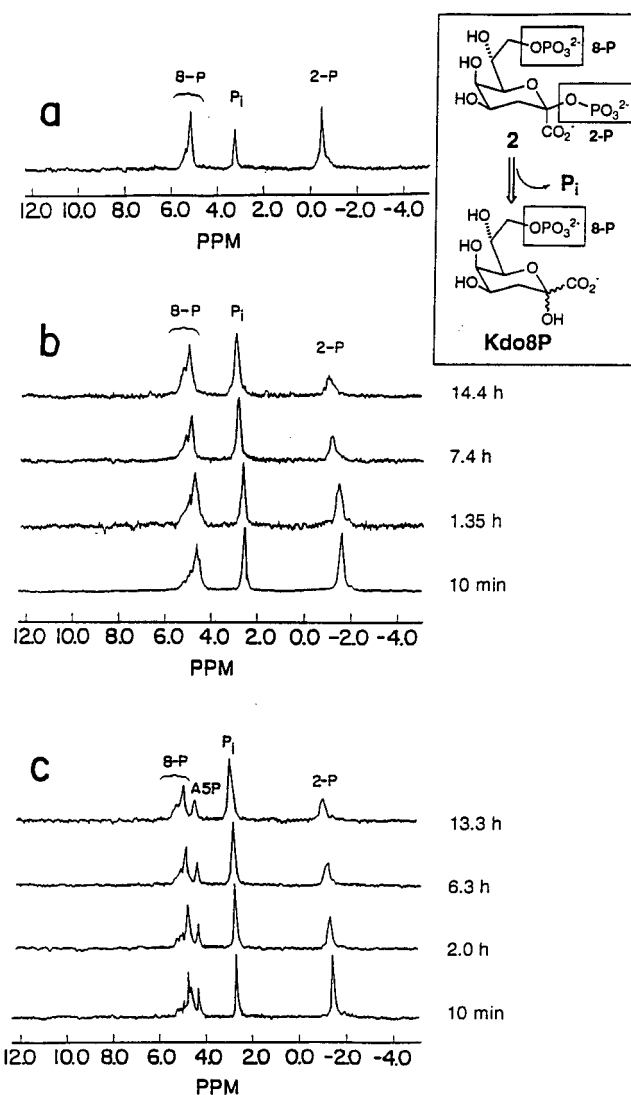 a
8-P
Pi
2-P
12.0 10.0 8.0 6.0 4.0 2.0 0.0 -2.0 -4.0
PPM
HO
OPO3 2-
8-P
HO
O
HO
O-PO3 2-
CO2-
2
2-P
Pi
HO
OPO3 2-
8-P
HO
O
CO2-
HO
OH
Kdo8P
b
8-P
Pi
2-P
14.4 h
7.4 h
1.35 h
10 min
12.0 10.0 8.0 6.0 4.0 2.0 0.0 -2.0 -4.0
PPM
c
8-P
A5P
Pi
2-P
13.3 h
6.3 h
2.0 h
10 min
12.0 10.0 8.0 6.0 4.0 2.0 0.0 -2.0 -4.0
PPM